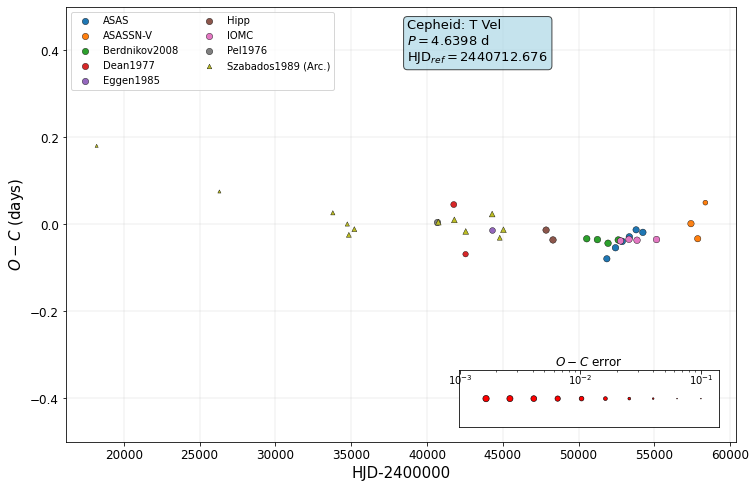 ASAS
ASASSN-V
Berdnikov2008
Dean1977
Eggen1985
Hipp
IOMC
Pel1976
Szabados1989 (Arc.)
Cepheid: T Vel
P = 4.6398 d
HJD_ref = 2440712.676
0.4
0.2
0.0
−0.2
−0.4
O − C (days)
O − C error
10^−3 10^−2 10^−1
20000 25000 30000 35000 40000 45000 50000 55000 60000
HJD-2400000